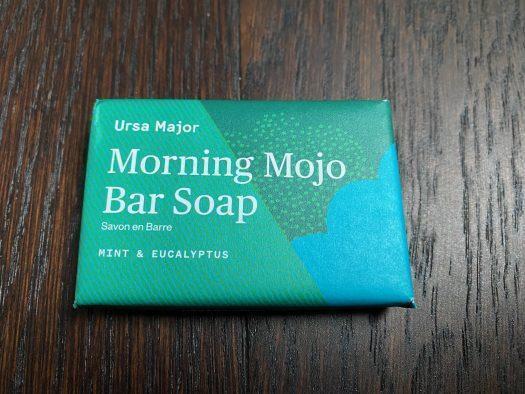 Ursa Major
Morning Mojo
Bar Soap
Savon en Barre
MINT & EUCALYPTUS